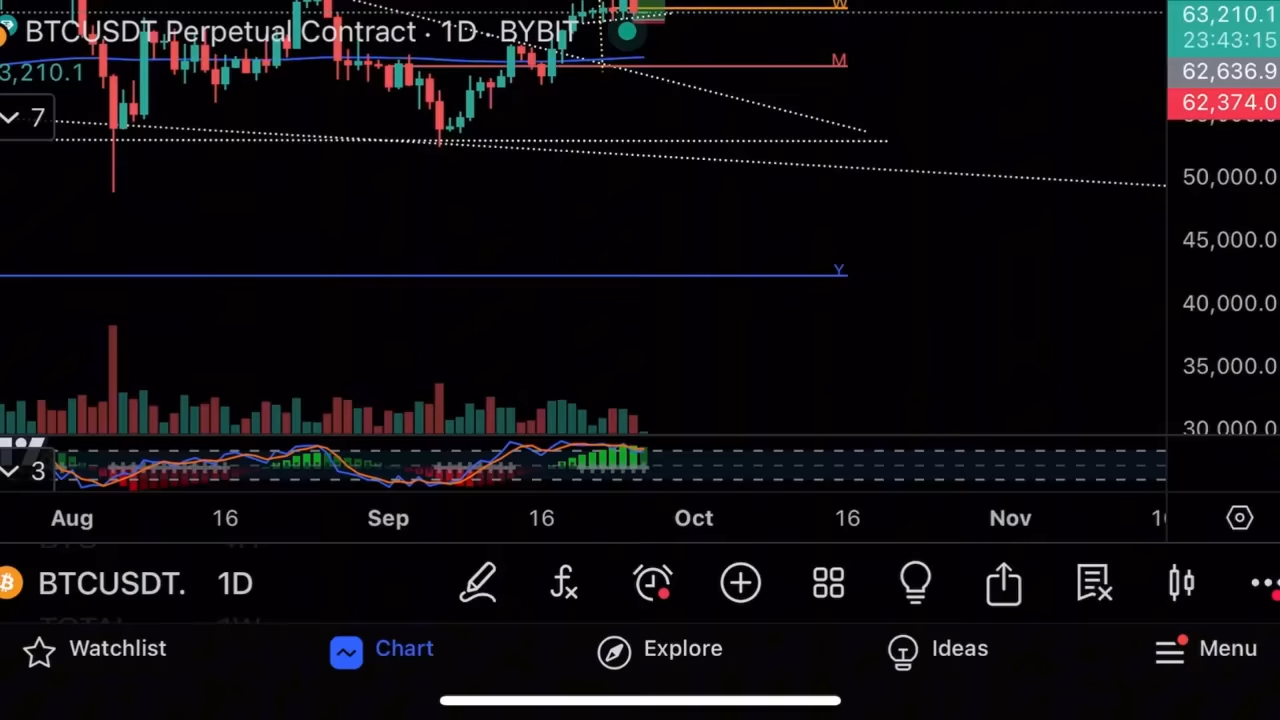 W
63,210.1
BTCUSDT Perpetual Contract · 1D · BYBIT
23:43:15
M
3,210.1
62,636.9
62,374.0
7
50,000.0
45,000.0
Y
40,000.0
35,000.0
30 000 0
3
Aug 16 Sep 16 Oct 16 Nov
BTCUSDT. 1D
Watchlist Chart Explore Ideas Menu